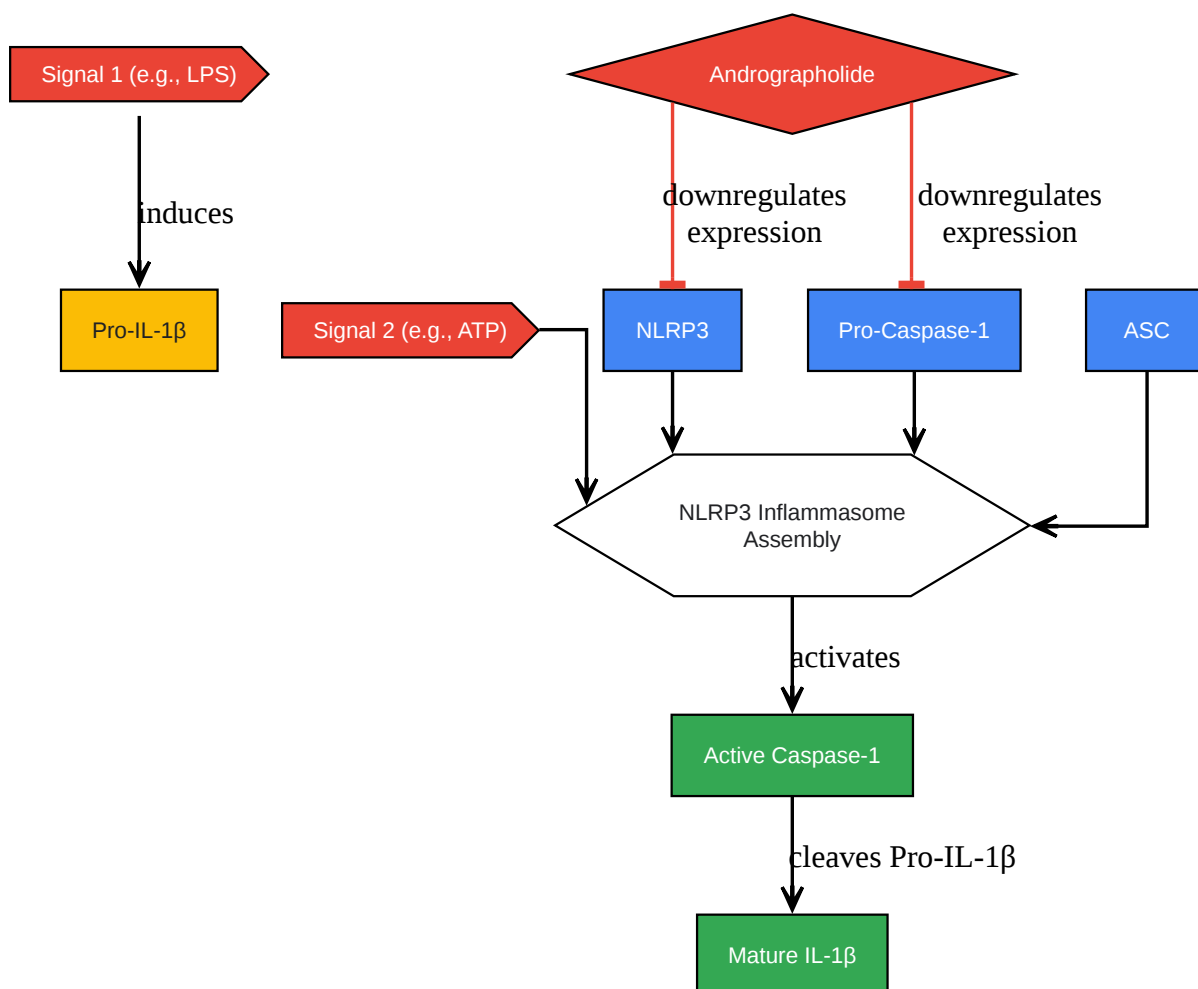 Signal 1 (e.g., LPS)
Andrographolide
induces
downregulates
expression
downregulates
expression
Pro-IL-1β
Signal 2 (e.g., ATP)
NLRP3
Pro-Caspase-1
ASC
NLRP3 Inflammasome
Assembly
activates
Active Caspase-1
cleaves Pro-IL-1β
Mature IL-1β